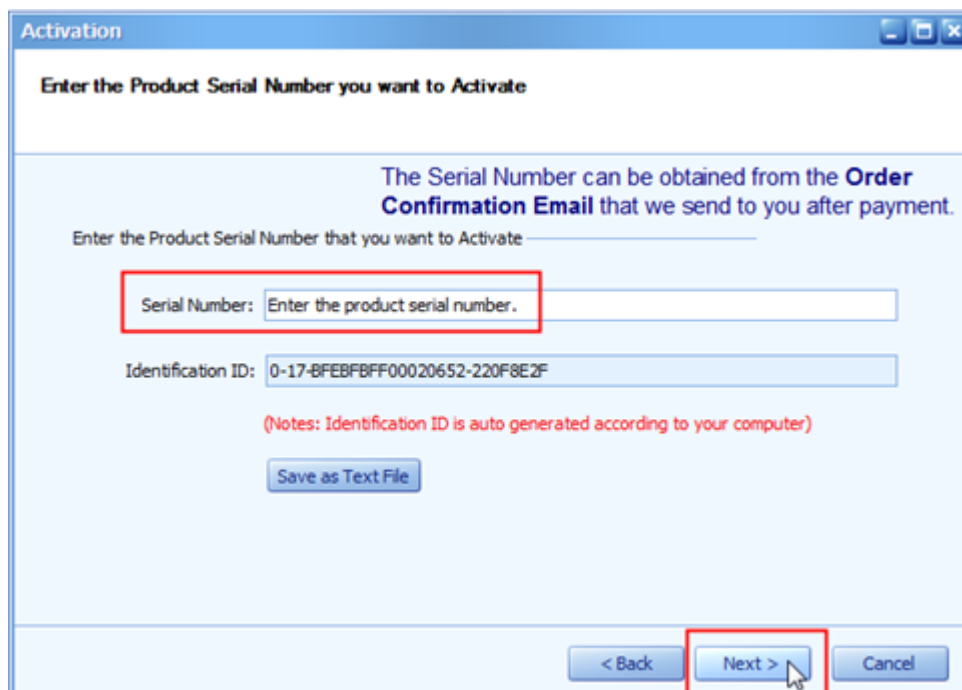 Activation
Enter the Product Serial Number you want to Activate
The Serial Number can be obtained from the Order
Confirmation Email that we send to you after payment.
Enter the Product Serial Number that you want to Activate
Serial Number: Enter the product serial number.
Identification ID: 0-17-BFEBFBFF00020652-220F8E2F
(Notes: Identification ID is auto generated according to your computer)
Save as Text File
< Back Next > Cancel